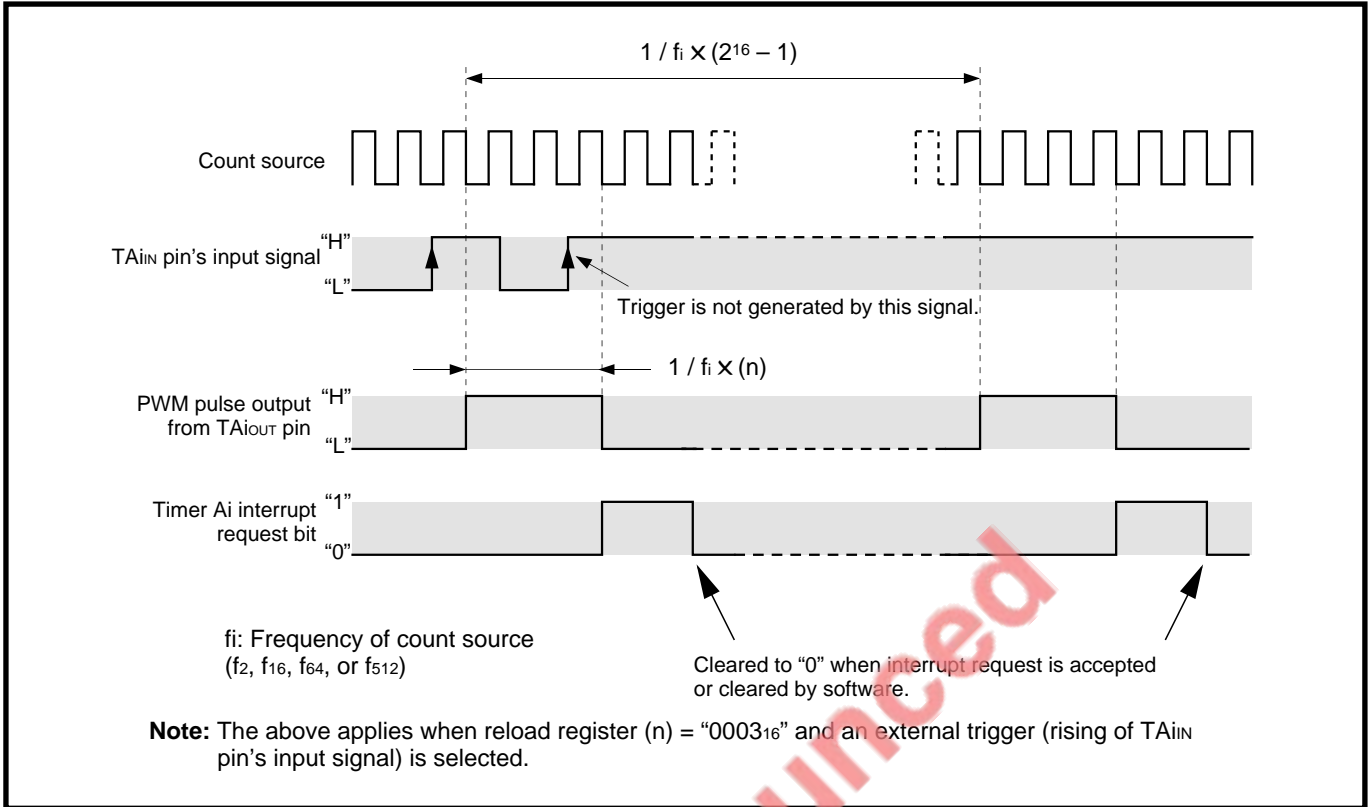 1 / fi × (2¹⁶ – 1)
Count source
TAiIN pin's input signal
“H”
“L”
Trigger is not generated by this signal.
1 / fi × (n)
PWM pulse output
from TAiOUT pin
“H”
“L”
Timer Ai interrupt
request bit
“1”
“0”
fi: Frequency of count source
(f2, f16, f64, or f512)
Cleared to “0” when interrupt request is accepted
or cleared by software.
Note: The above applies when reload register (n) = “000316” and an external trigger (rising of TAiIN
pin's input signal) is selected.
unced